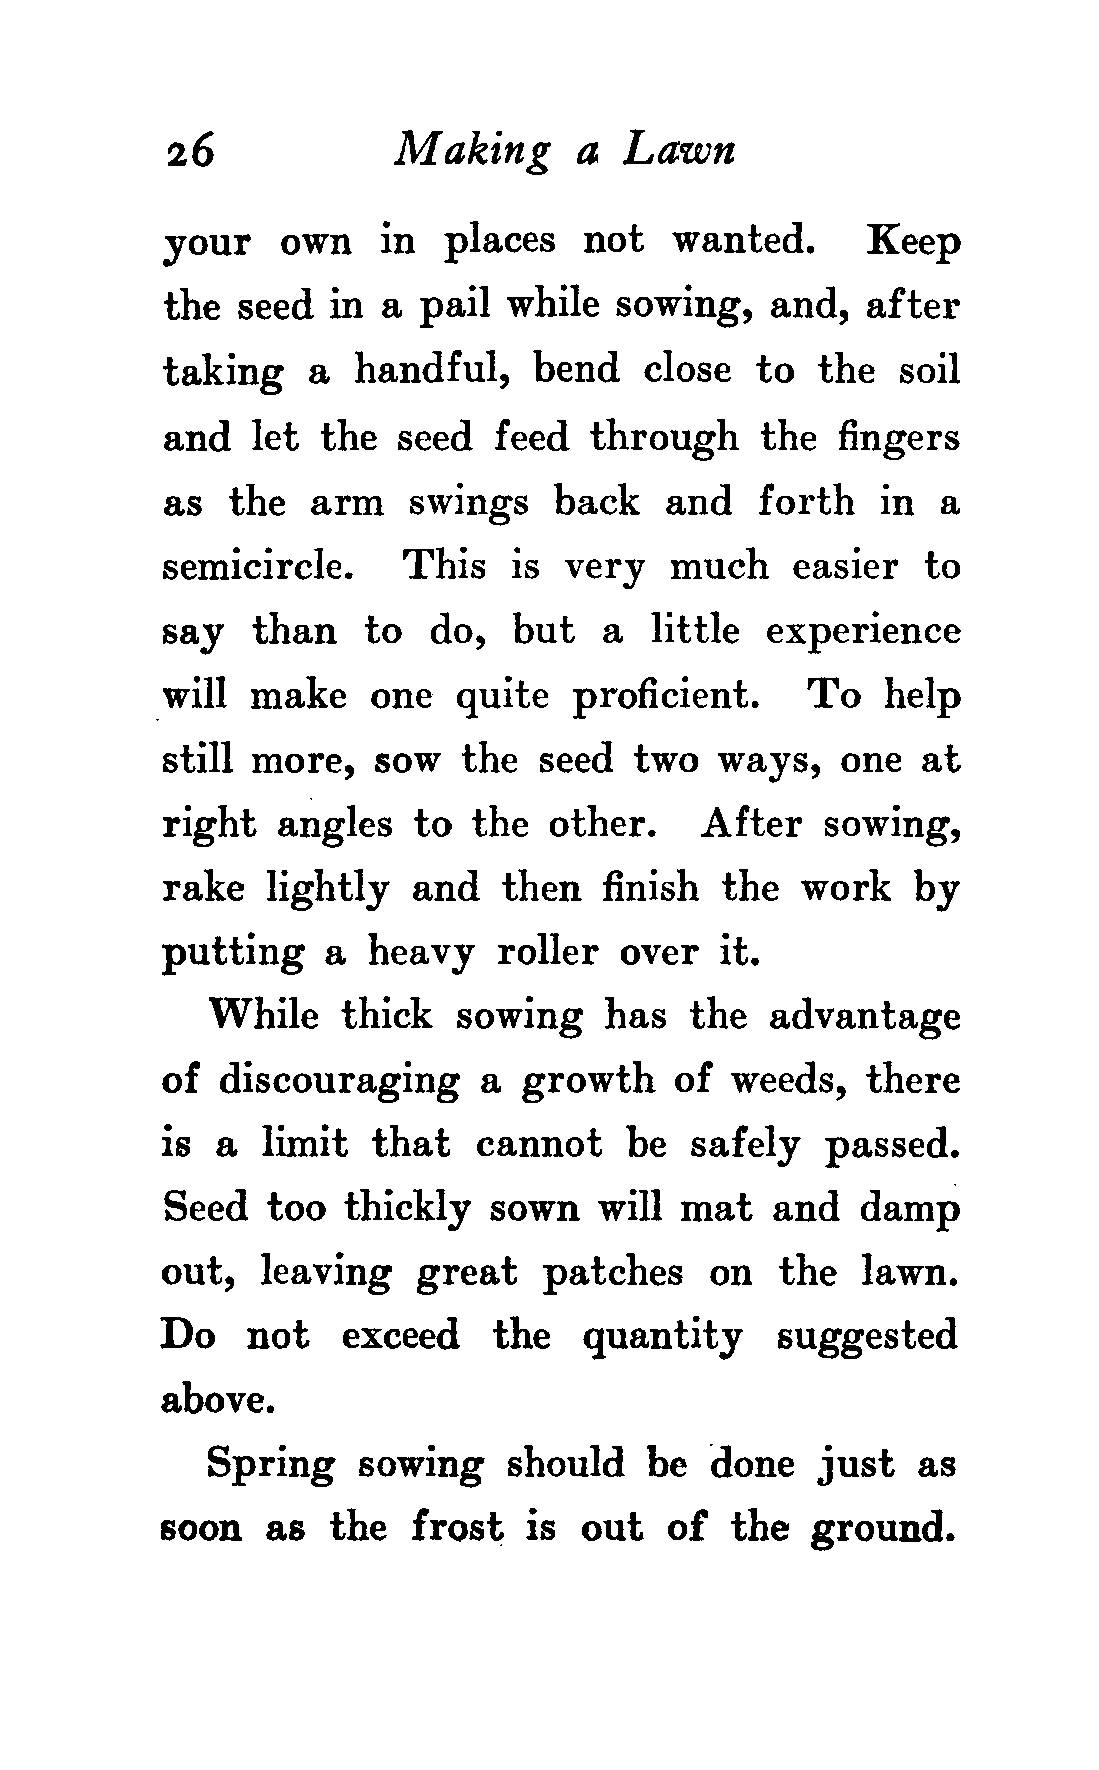 26 Making a Lawn
your own in places not wanted. Keep
the seed in a pail while sowing, and, after
taking a handful, bend close to the soil
and let the seed feed through the fingers
as the arm swings back and forth in a
semicircle. This is very much easier to
say than to do, but a little experience
will make one quite proficient. To help
still more, sow the seed two ways, one at
right angles to the other. After sowing,
rake lightly and then finish the work by
putting a heavy roller over it.
While thick sowing has the advantage
of discouraging a growth of weeds, there
is a limit that cannot be safely passed.
Seed too thickly sown will mat and damp
out, leaving great patches on the lawn.
Do not exceed the quantity suggested
above.
Spring sowing should be done just as
soon as the frost is out of the ground.